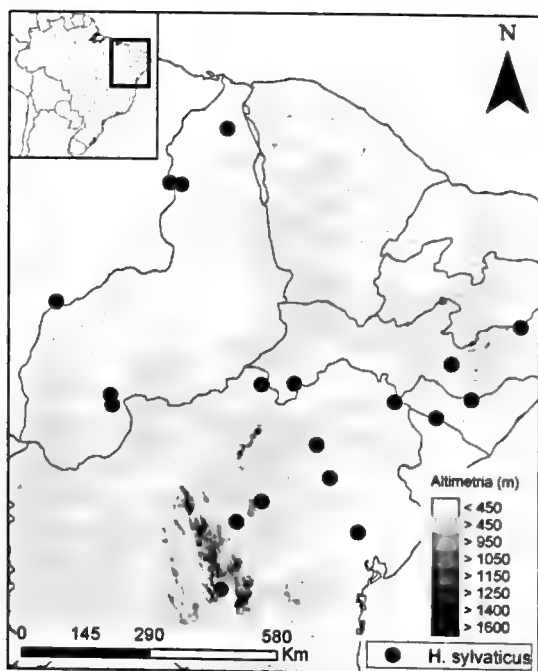 N
Altimetria (m)
< 450
> 450
> 950
> 1050
> 1150
> 1250
> 1400
> 1600
0 145 290 580
Km
H. sylvaticus